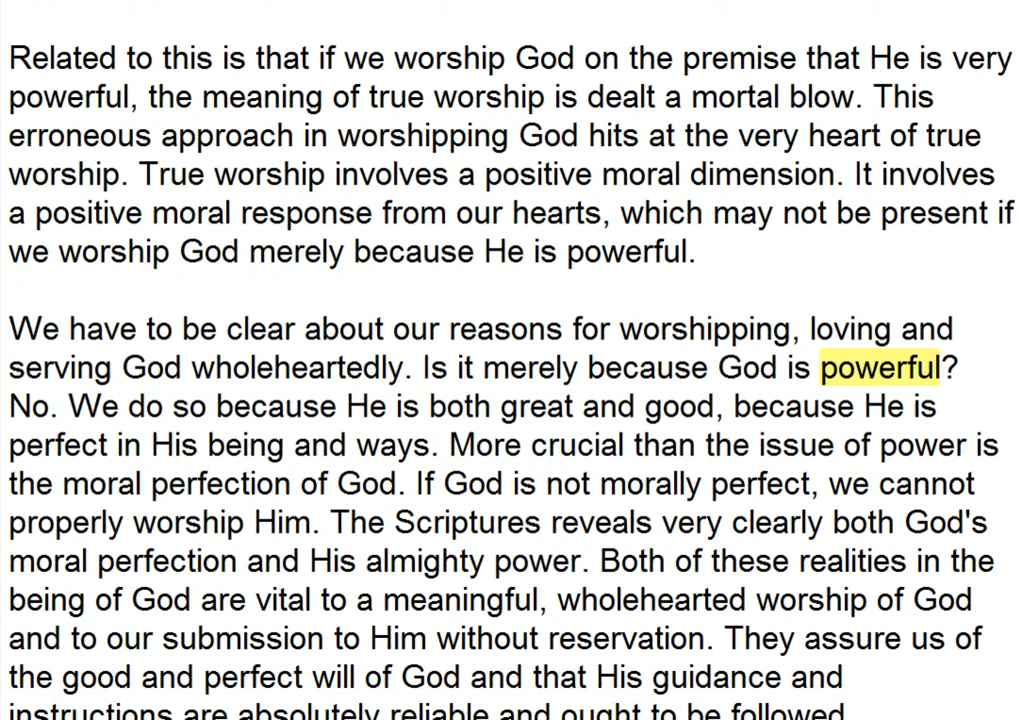 Related to this is that if we worship God on the premise that He is very
powerful, the meaning of true worship is dealt a mortal blow. This
erroneous approach in worshipping God hits at the very heart of true
worship. True worship involves a positive moral dimension. It involves
a positive moral response from our hearts, which may not be present if
we worship God merely because He is powerful.
We have to be clear about our reasons for worshipping, loving and
serving God wholeheartedly. Is it merely because God is powerful?
No. We do so because He is both great and good, because He is
perfect in His being and ways. More crucial than the issue of power is
the moral perfection of God. If God is not morally perfect, we cannot
properly worship Him. The Scriptures reveals very clearly both God's
moral perfection and His almighty power. Both of these realities in the
being of God are vital to a meaningful, wholehearted worship of God
and to our submission to Him without reservation. They assure us of
the good and perfect will of God and that His guidance and
instructions are absolutely reliable and ought to be followed